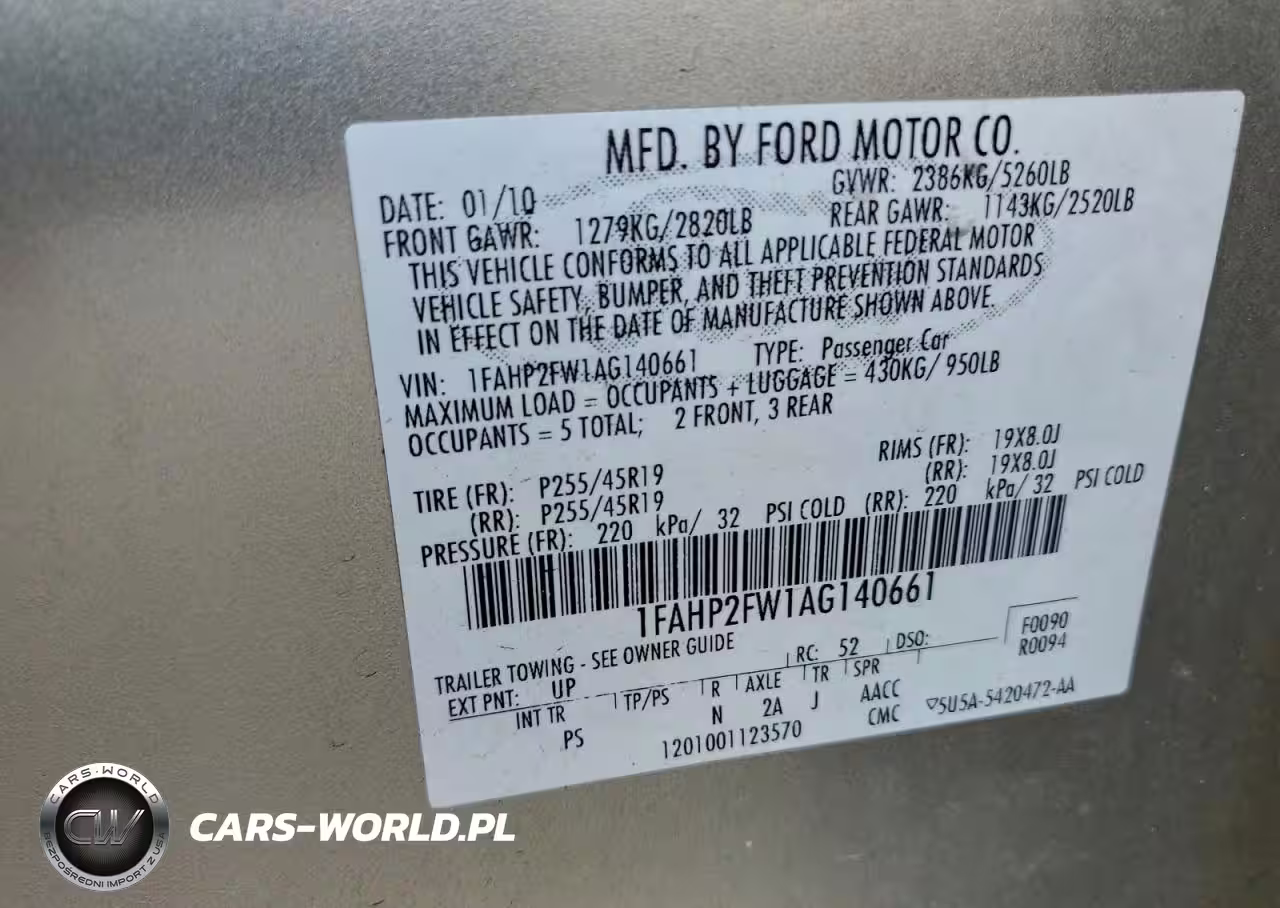 MFD. BY FORD MOTOR CO.
DATE: 01/10 GVWR: 2386KG/5260LB
FRONT GAWR: 1279KG/2820LB REAR GAWR: 1143KG/2520LB
THIS VEHICLE CONFORMS TO ALL APPLICABLE FEDERAL MOTOR
VEHICLE SAFETY, BUMPER, AND THEFT PREVENTION STANDARDS
IN EFFECT ON THE DATE OF MANUFACTURE SHOWN ABOVE.
VIN: 1FAHP2FW1AG140661 TYPE: Passenger Car
MAXIMUM LOAD = OCCUPANTS + LUGGAGE = 430KG/ 950LB
OCCUPANTS = 5 TOTAL; 2 FRONT, 3 REAR
TIRE (FR): P255/45R19 RIMS (FR): 19X8.0J
(RR): P255/45R19 (RR): 19X8.0J
PRESSURE (FR): 220 kPa/ 32 PSI COLD (RR): 220 kPa/ 32 PSI COLD
1FAHP2FW1AG140661
TRAILER TOWING - SEE OWNER GUIDE F0090
EXT PNT: UP RC: 52 DSO: R0094
INT TR TP/PS R AXLE TR SPR
PS N 2A J AACC
1201001123570 CMC ▽5U5A-5420472-AA
CARS-WORLD
CW
BEZPOŚREDNI IMPORT Z USA
CARS-WORLD.PL